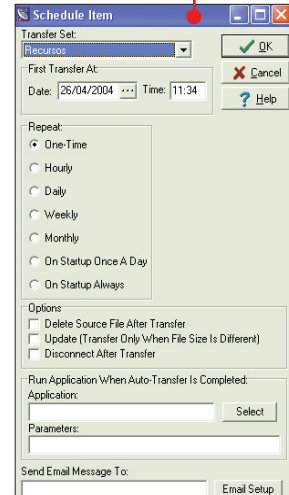 Schedule Item
Transfer Set:
Recursos
OK
First Transfer At:
Cancel
Date: 26/04/2004 ... Time: 11:34
Help
Repeat:
One-Time
Hourly
Daily
Weekly
Monthly
On Startup Once A Day
On Startup Always
Options
Delete Source File After Transfer
Update (Transfer Only When File Size Is Different)
Disconnect After Transfer
Run Application When Auto-Transfer Is Completed:
Application:
Select
Parameters:
Send Email Message To:
Email Setup